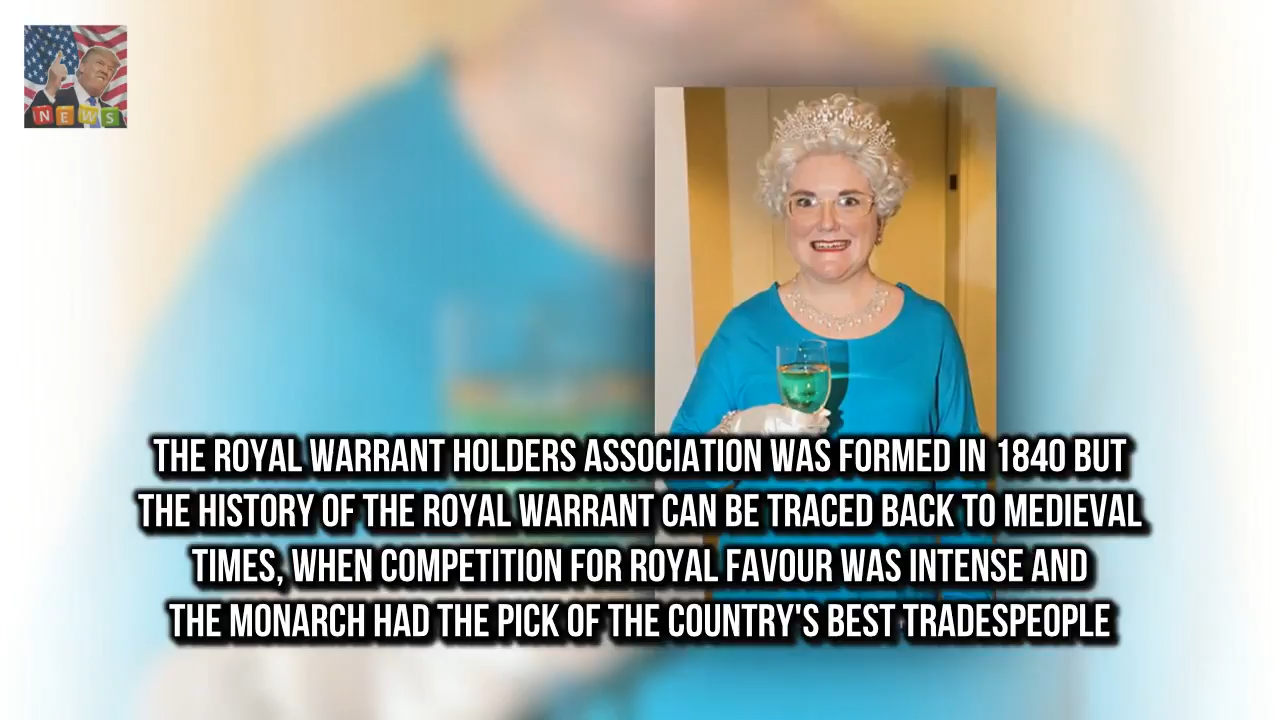 NEWS
THE ROYAL WARRANT HOLDERS ASSOCIATION WAS FORMED IN 1840 BUT
THE HISTORY OF THE ROYAL WARRANT CAN BE TRACED BACK TO MEDIEVAL
TIMES, WHEN COMPETITION FOR ROYAL FAVOUR WAS INTENSE AND
THE MONARCH HAD THE PICK OF THE COUNTRY'S BEST TRADESPEOPLE